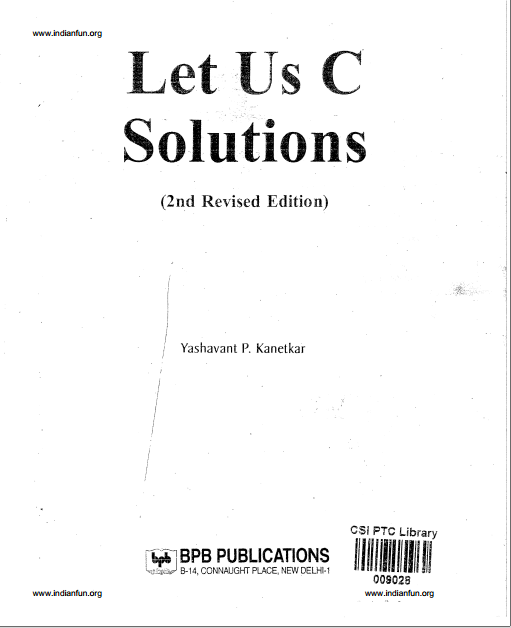 www.indianfun.org
Let Us C
Solutions
(2nd Revised Edition)
Yashavant P. Kanetkar
CSI PTC Library
009028
bpb
BPB PUBLICATIONS
B-14, CONNAUGHT PLACE, NEW DELHI-1
www.indianfun.org
www.indianfun.org